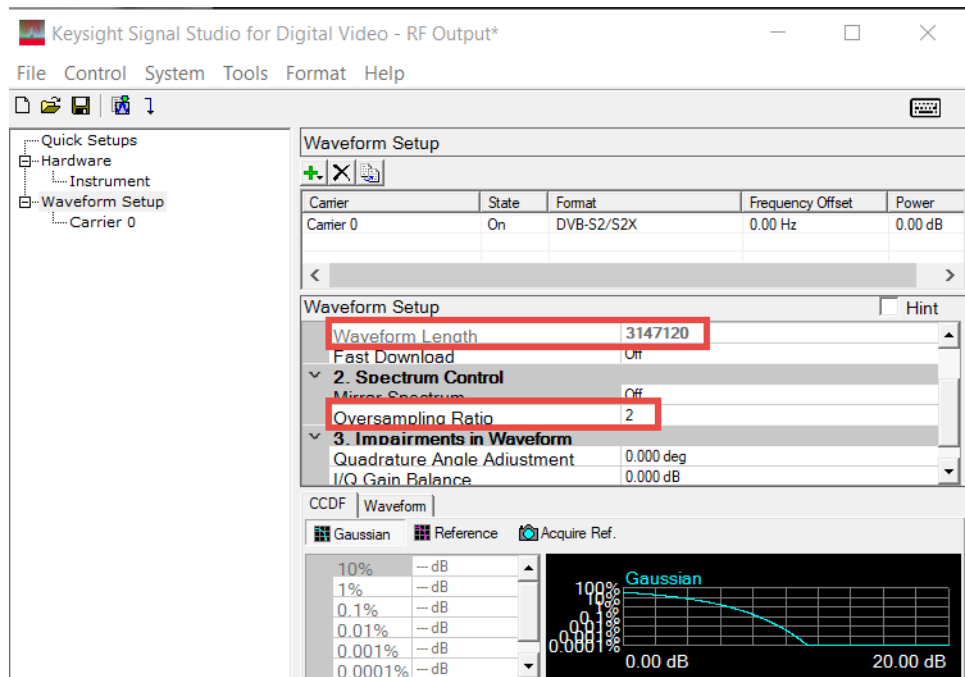 Keysight Signal Studio for Digital Video - RF Output*
File Control System Tools Format Help
Quick Setups
Hardware
Instrument
Waveform Setup
Carrier 0
Waveform Setup
Carrier State Format Frequency Offset Power
Carrier 0 On DVB-S2/S2X 0.00 Hz 0.00 dB
Waveform Setup Hint
Waveform Length 3147120
Fast Download Off
2. Spectrum Control
Mirror Spectrum Off
Oversampling Ratio 2
3. Impairments in Waveform
Quadrature Angle Adjustment 0.000 deg
I/Q Gain Balance 0.000 dB
CCDF Waveform
Gaussian Reference Acquire Ref.
10% --- dB
1% --- dB
0.1% --- dB
0.01% --- dB
0.001% --- dB
0.0001% --- dB
Gaussian
100%
10%
1%
0.1%
0.01%
0.001%
0.0001%
0.00 dB 20.00 dB